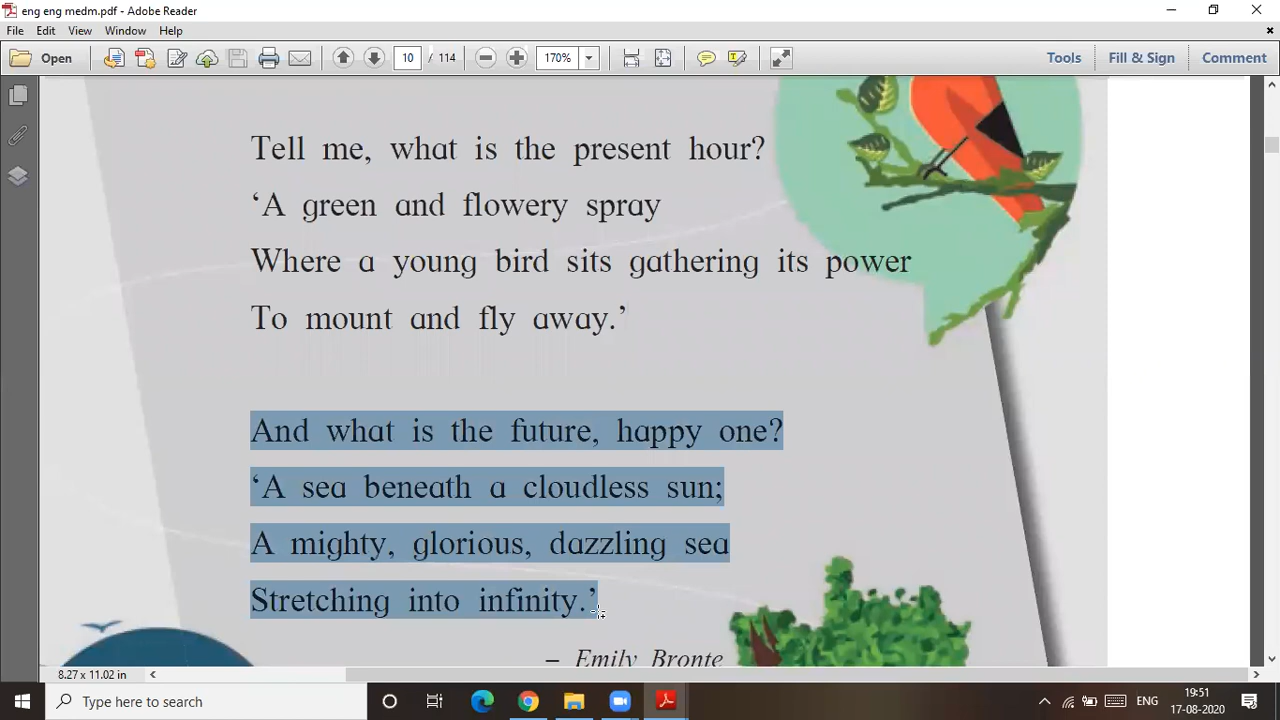 eng eng medm.pdf - Adobe Reader
File Edit View Window Help
Open 10 / 114 170% Tools Fill & Sign Comment
Tell me, what is the present hour?
‘A green and flowery spray
Where a young bird sits gathering its power
To mount and fly away.’
And what is the future, happy one?
‘A sea beneath a cloudless sun;
A mighty, glorious, dazzling sea
Stretching into infinity.’
– Emily Bronte
8.27 x 11.02 in
Type here to search
ENG
19:51
17-08-2020